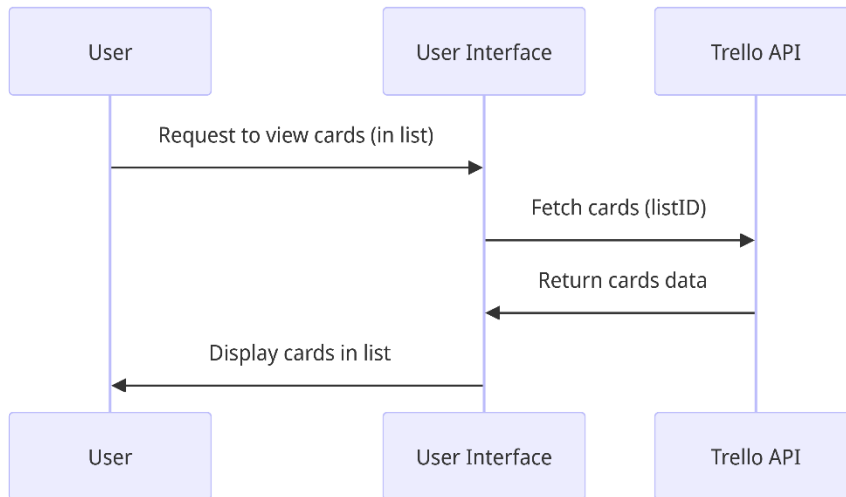 User
User Interface
Trello API
Request to view cards (in list)
Fetch cards (listID)
Return cards data
Display cards in list
User
User Interface
Trello API